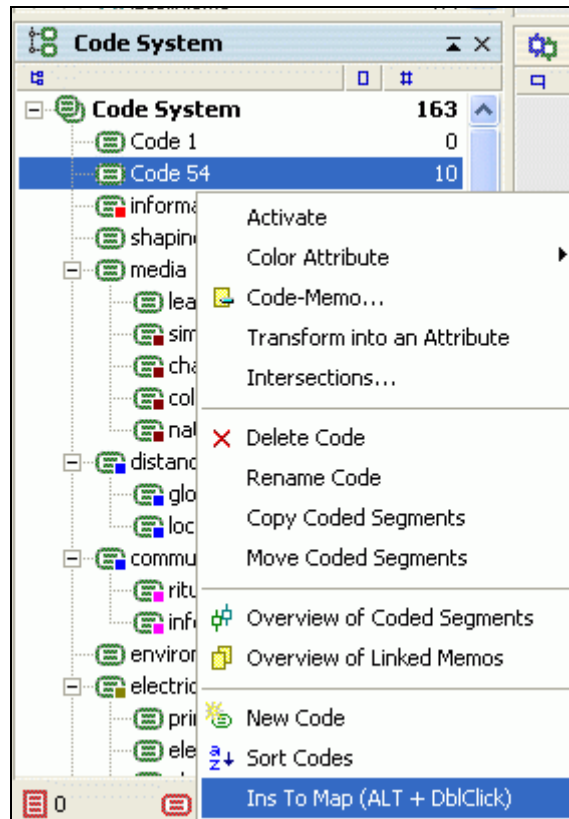 Code System
#
Code System 163
Code 1 0
Code 54 10
media
Activate
Color Attribute
Code-Memo...
Transform into an Attribute
Intersections...
Delete Code
Rename Code
Copy Coded Segments
Move Coded Segments
Overview of Coded Segments
Overview of Linked Memos
New Code
Sort Codes
Ins To Map (ALT + DblClick)
0